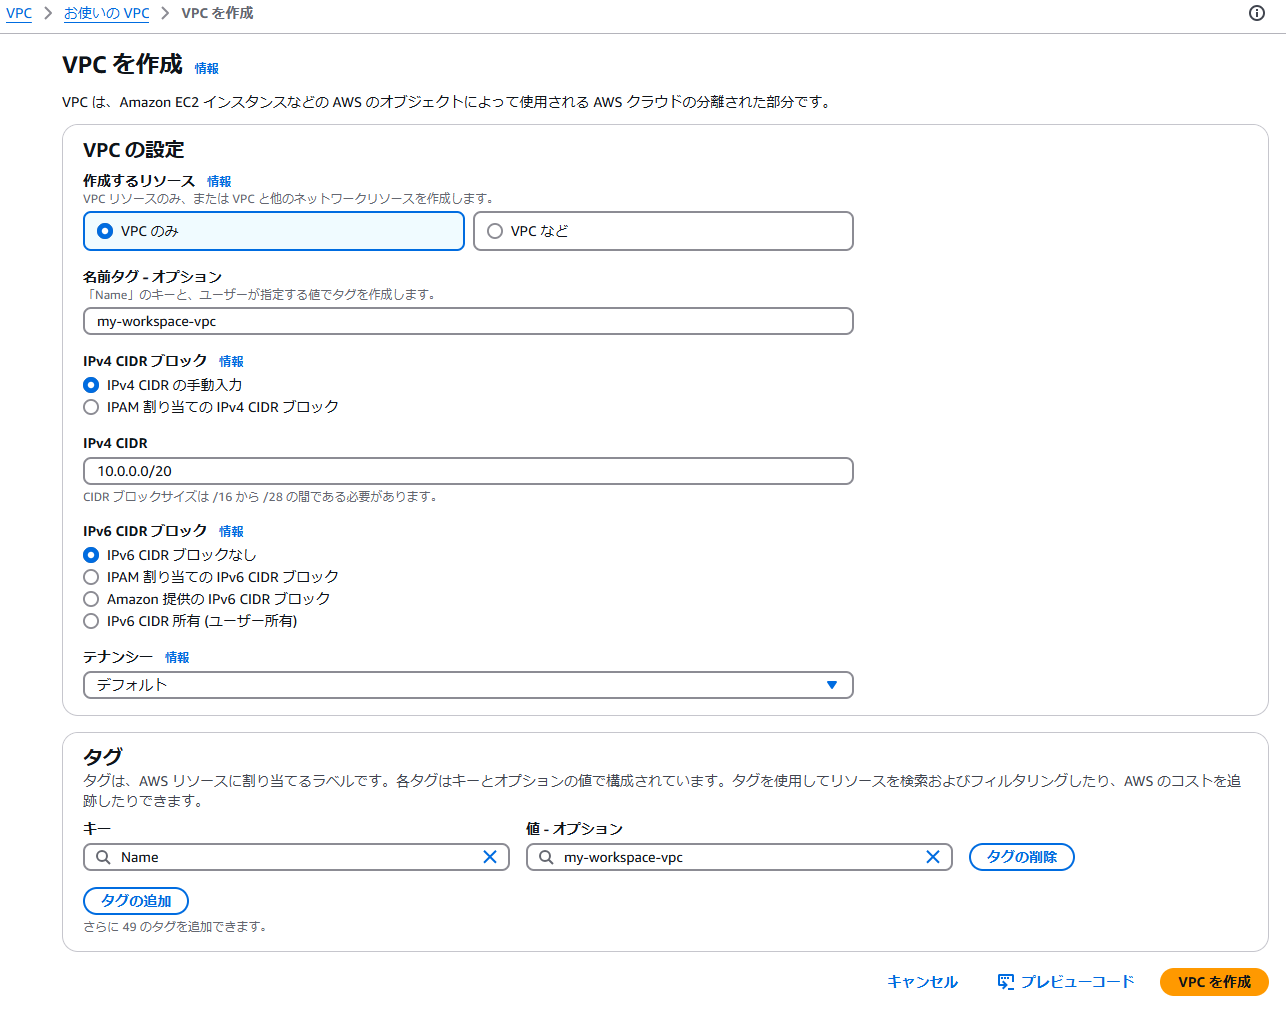 VPC > お使いの VPC > VPC を作成
VPC を作成 情報
VPC は、Amazon EC2 インスタンスなどの AWS のオブジェクトによって使用される AWS クラウドの分離された部分です。
VPC の設定
作成するリソース 情報
VPC リソースのみ、または VPC と他のネットワークリソースを作成します。
VPC のみ VPC など
名前タグ - オプション
「Name」のキーと、ユーザーが指定する値でタグを作成します。
my-workspace-vpc
IPv4 CIDR ブロック 情報
IPv4 CIDR の手動入力
IPAM 割り当ての IPv4 CIDR ブロック
IPv4 CIDR
10.0.0.0/20
CIDR ブロックサイズは /16 から /28 の間である必要があります。
IPv6 CIDR ブロック 情報
IPv6 CIDR ブロックなし
IPAM 割り当ての IPv6 CIDR ブロック
Amazon 提供の IPv6 CIDR ブロック
IPv6 CIDR 所有 (ユーザー所有)
テナンシー 情報
デフォルト
タグ
タグは、AWS リソースに割り当てるラベルです。各タグはキーとオプションの値で構成されています。タグを使用してリソースを検索およびフィルタリングしたり、AWS のコストを追
跡したりできます。
キー 値 - オプション
Name my-workspace-vpc タグの削除
タグの追加
さらに 49 のタグを追加できます。
キャンセル プレビューコード VPC を作成